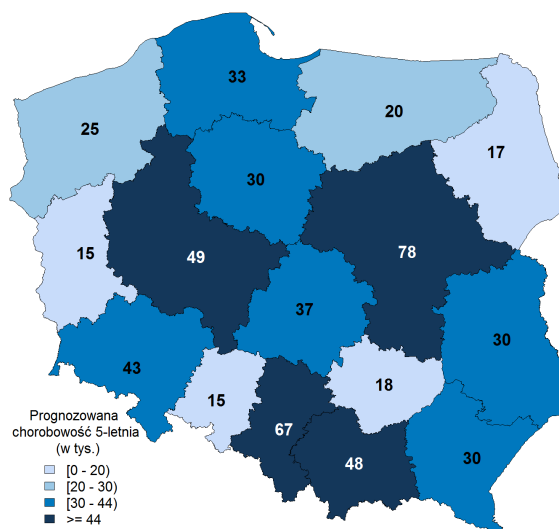 33
20
25
17
30
78
49
15
37
30
43
18
15
67
48
30
Prognozowana
chorobowość 5-letnia
(w tys.)
[0 - 20)
[20 - 30)
[30 - 44)
>= 44